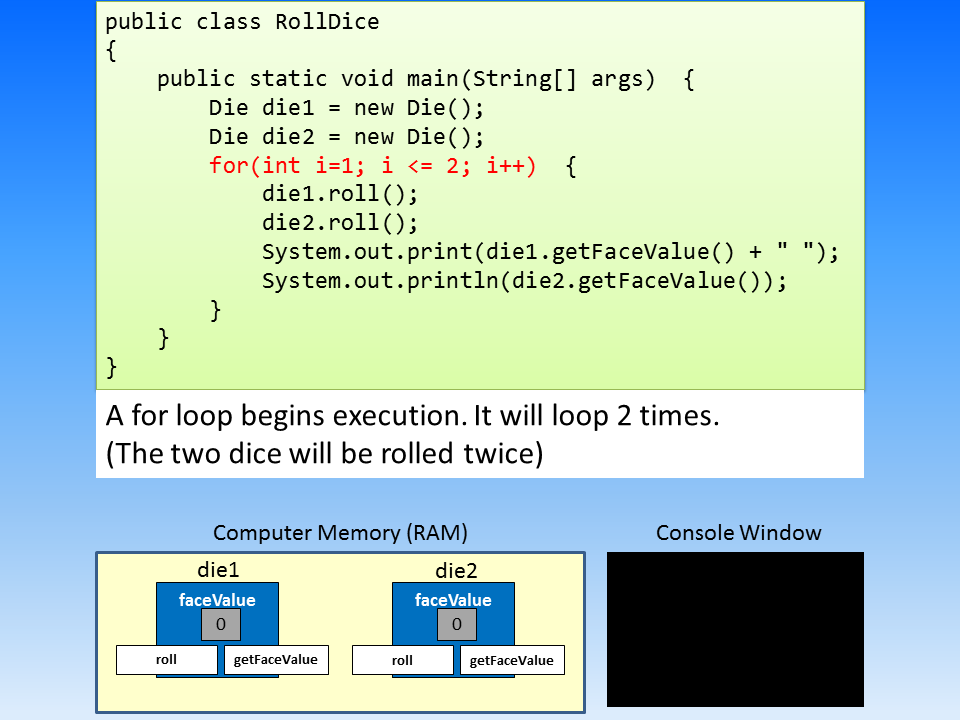 public class RollDice
{
    public static void main(String[] args)  {
        Die die1 = new Die();
        Die die2 = new Die();
        for(int i=1; i <= 2; i++)  {
            die1.roll();
            die2.roll();
            System.out.print(die1.getFaceValue() + " ");
            System.out.println(die2.getFaceValue());
        }
    }
}
A for loop begins execution. It will loop 2 times.
(The two dice will be rolled twice)
Computer Memory (RAM)
die1
faceValue
0
roll
getFaceValue
die2
faceValue
0
roll
getFaceValue
Console Window